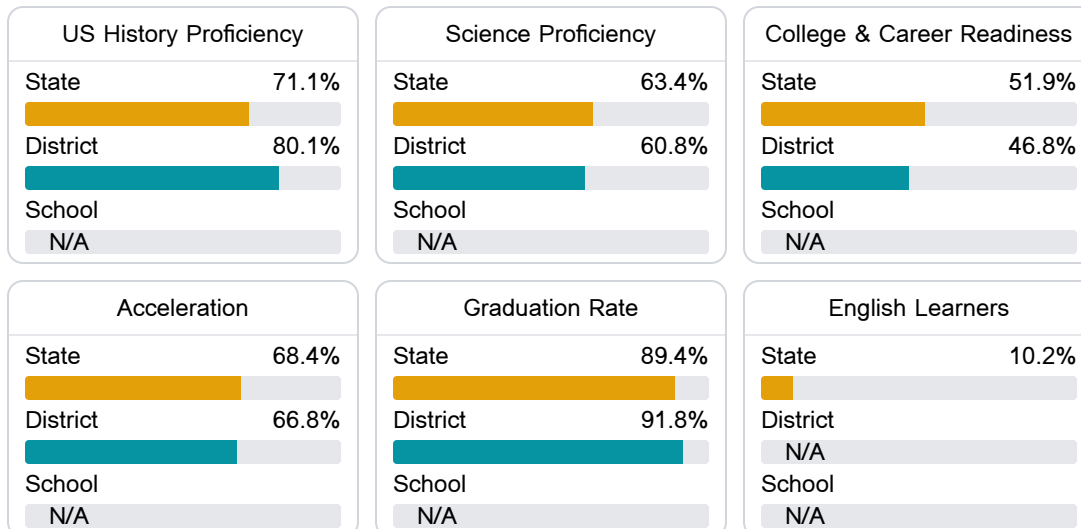 US History Proficiency
State 71.1%
District 80.1%
School
N/A
Science Proficiency
State 63.4%
District 60.8%
School
N/A
College & Career Readiness
State 51.9%
District 46.8%
School
N/A
Acceleration
State 68.4%
District 66.8%
School
N/A
Graduation Rate
State 89.4%
District 91.8%
School
N/A
English Learners
State 10.2%
District
N/A
School
N/A